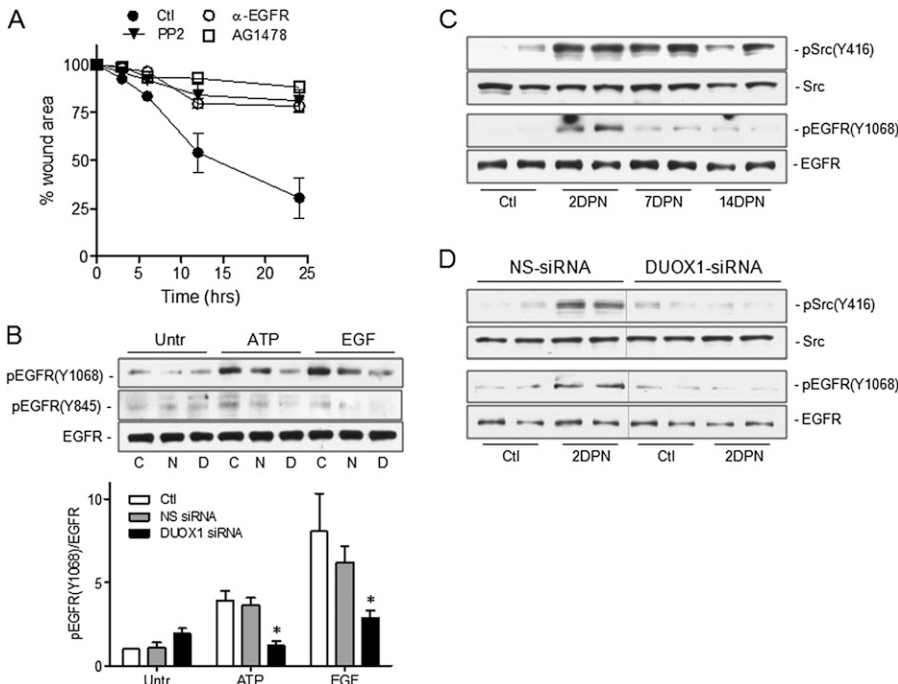 A
Ctl α-EGFR
PP2 AG1478
100
75
50
25
0
% wound area
0 5 10 15 20 25
Time (hrs)
B
Untr ATP EGF
pEGFR(Y1068) -
pEGFR(Y845) -
EGFR -
C N D C N D C N D
Ctl
NS siRNA
DUOX1 siRNA
10
5
0
pEGFR(Y1068)/EGFR
* *
Untr ATP EGF
C
- pSrc(Y416)
- Src
- pEGFR(Y1068)
- EGFR
Ctl 2DPN 7DPN 14DPN
D
NS-siRNA DUOX1-siRNA
- pSrc(Y416)
- Src
- pEGFR(Y1068)
- EGFR
Ctl 2DPN Ctl 2DPN